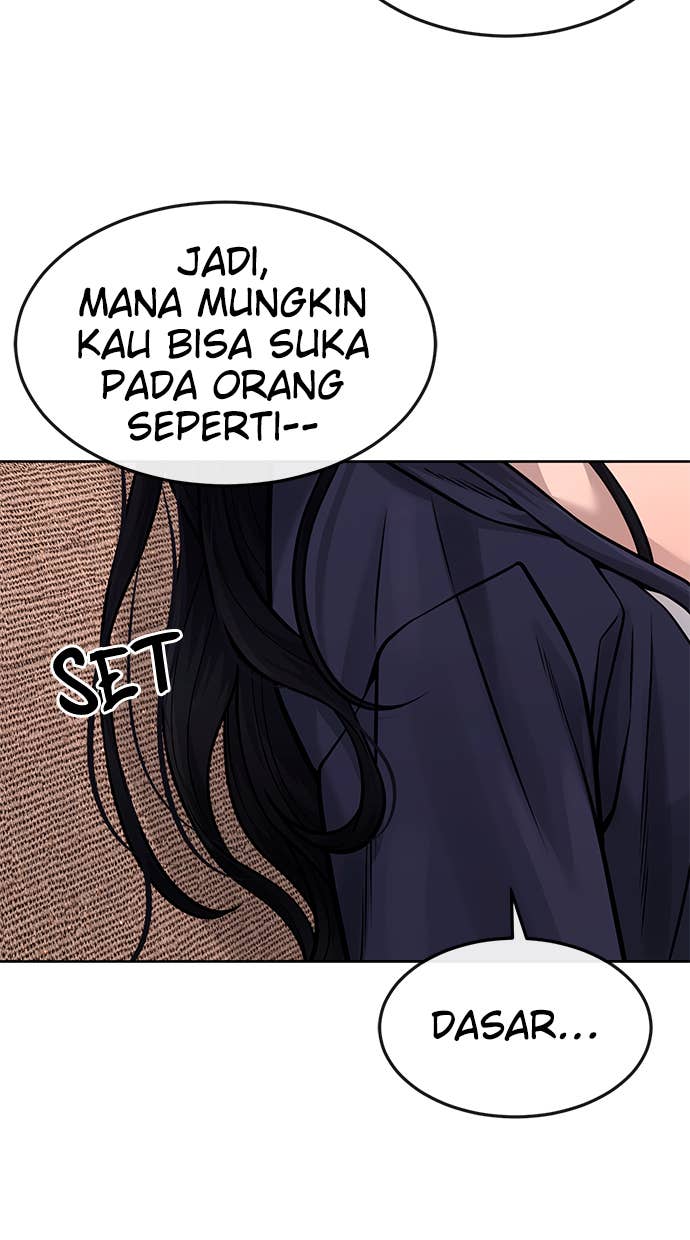 JADI,
MANA MUNGKIN
KAU BISA SUKA
PADA ORANG
SEPERTI--
SET
DASAR...